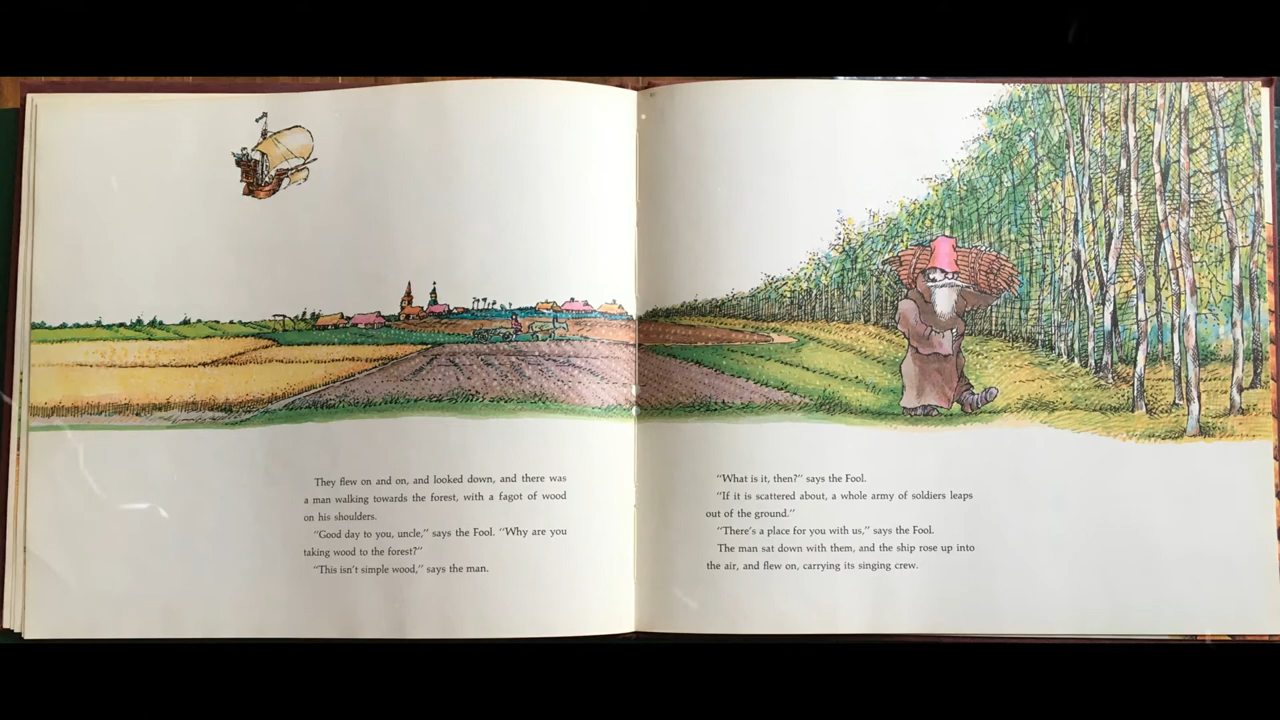 They flew on and on, and looked down, and there was
a man walking towards the forest, with a fagot of wood
on his shoulders.
“Good day to you, uncle,” says the Fool. “Why are you
taking wood to the forest?”
“This isn’t simple wood,” says the man.
“What is it, then?” says the Fool.
“If it is scattered about, a whole army of soldiers leaps
out of the ground.”
“There’s a place for you with us,” says the Fool.
The man sat down with them, and the ship rose up into
the air, and flew on, carrying its singing crew.